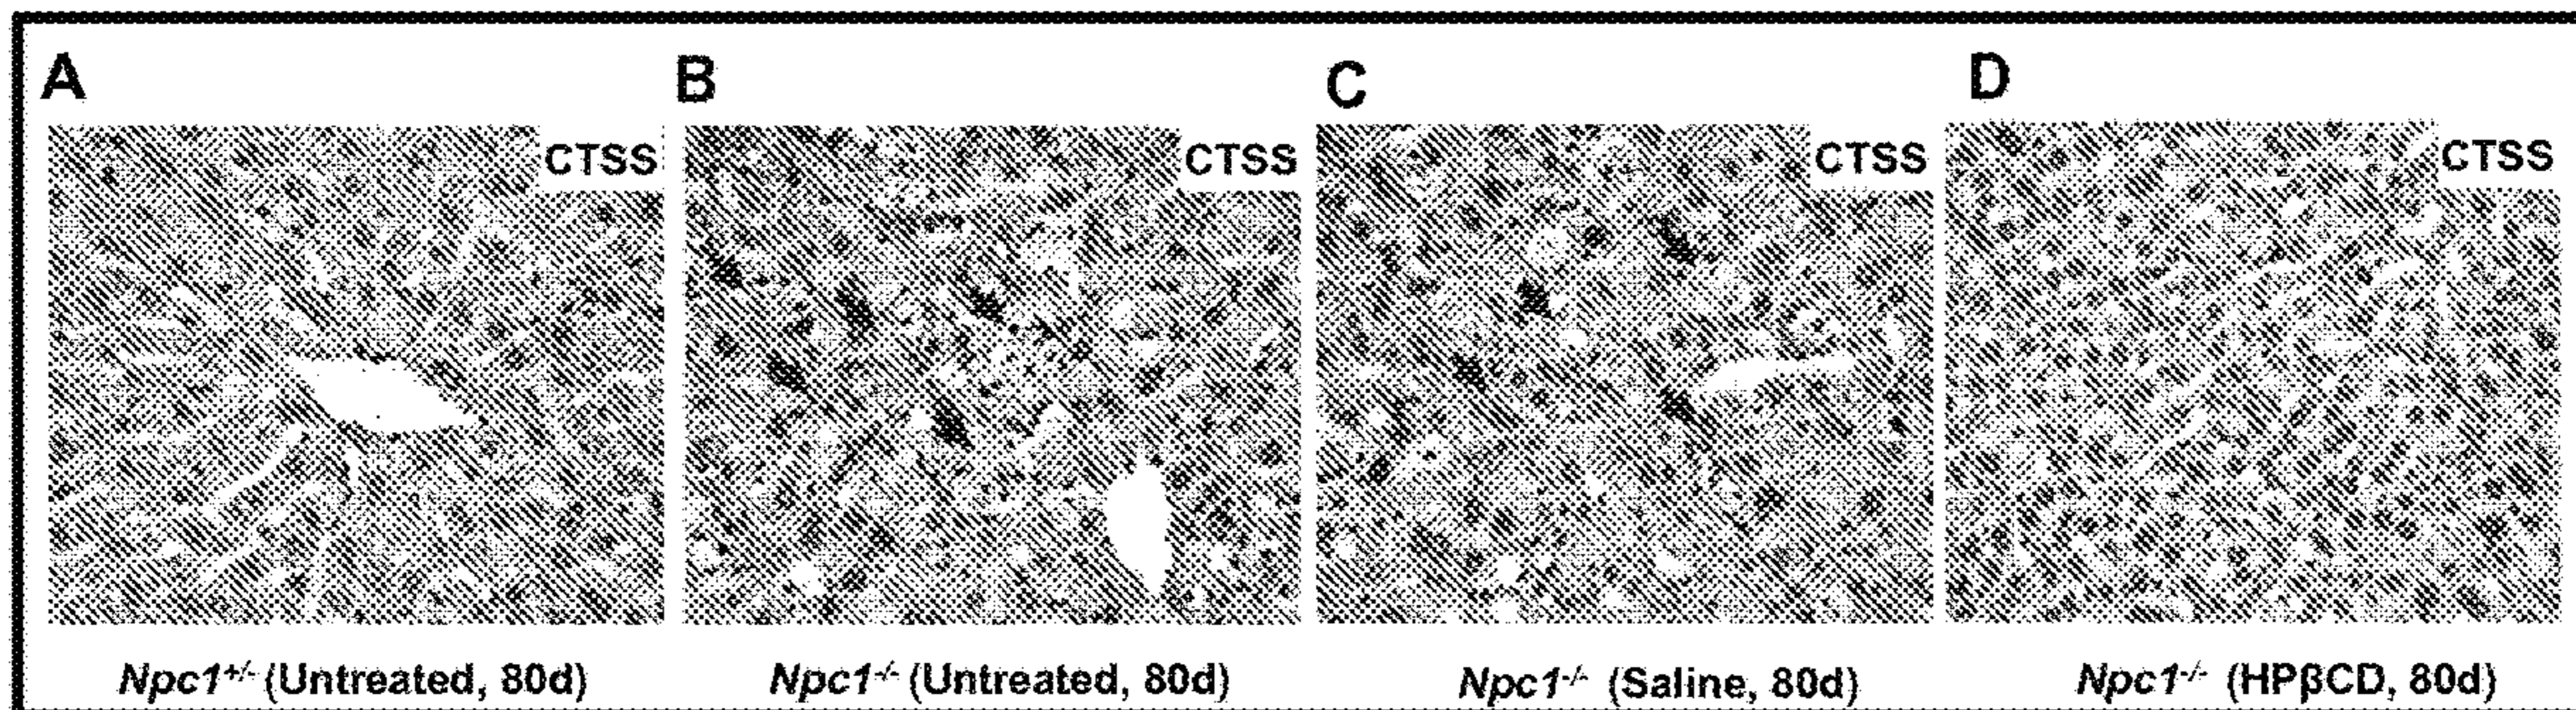 A B C D
CTSS CTSS CTSS CTSS
Npc1+/- (Untreated, 80d) Npc1-/- (Untreated, 80d) Npc1-/- (Saline, 80d) Npc1-/- (HPβCD, 80d)